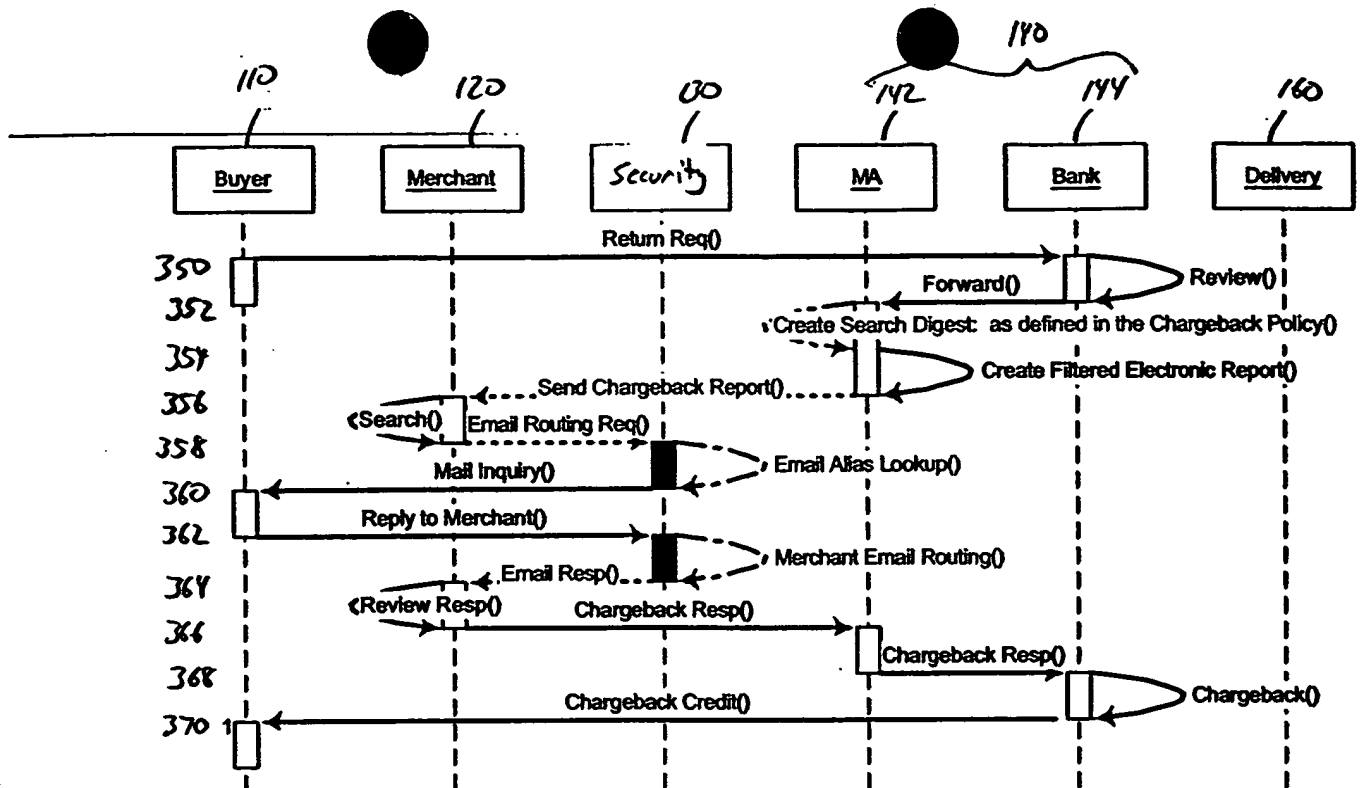 140
110 120 130 142 144 160
Buyer Merchant Security MA Bank Delivery
Return Req()
350
Review()
Forward()
352
Create Search Digest: as defined in the Chargeback Policy()
354
Create Filtered Electronic Report()
Send Chargeback Report()
356
Search() Email Routing Req()
358
Email Alias Lookup()
Mail Inquiry()
360
Reply to Merchant()
362
Merchant Email Routing()
Email Resp()
364
Review Resp() Chargeback Resp()
366
Chargeback Resp()
368
Chargeback()
Chargeback Credit()
370 1